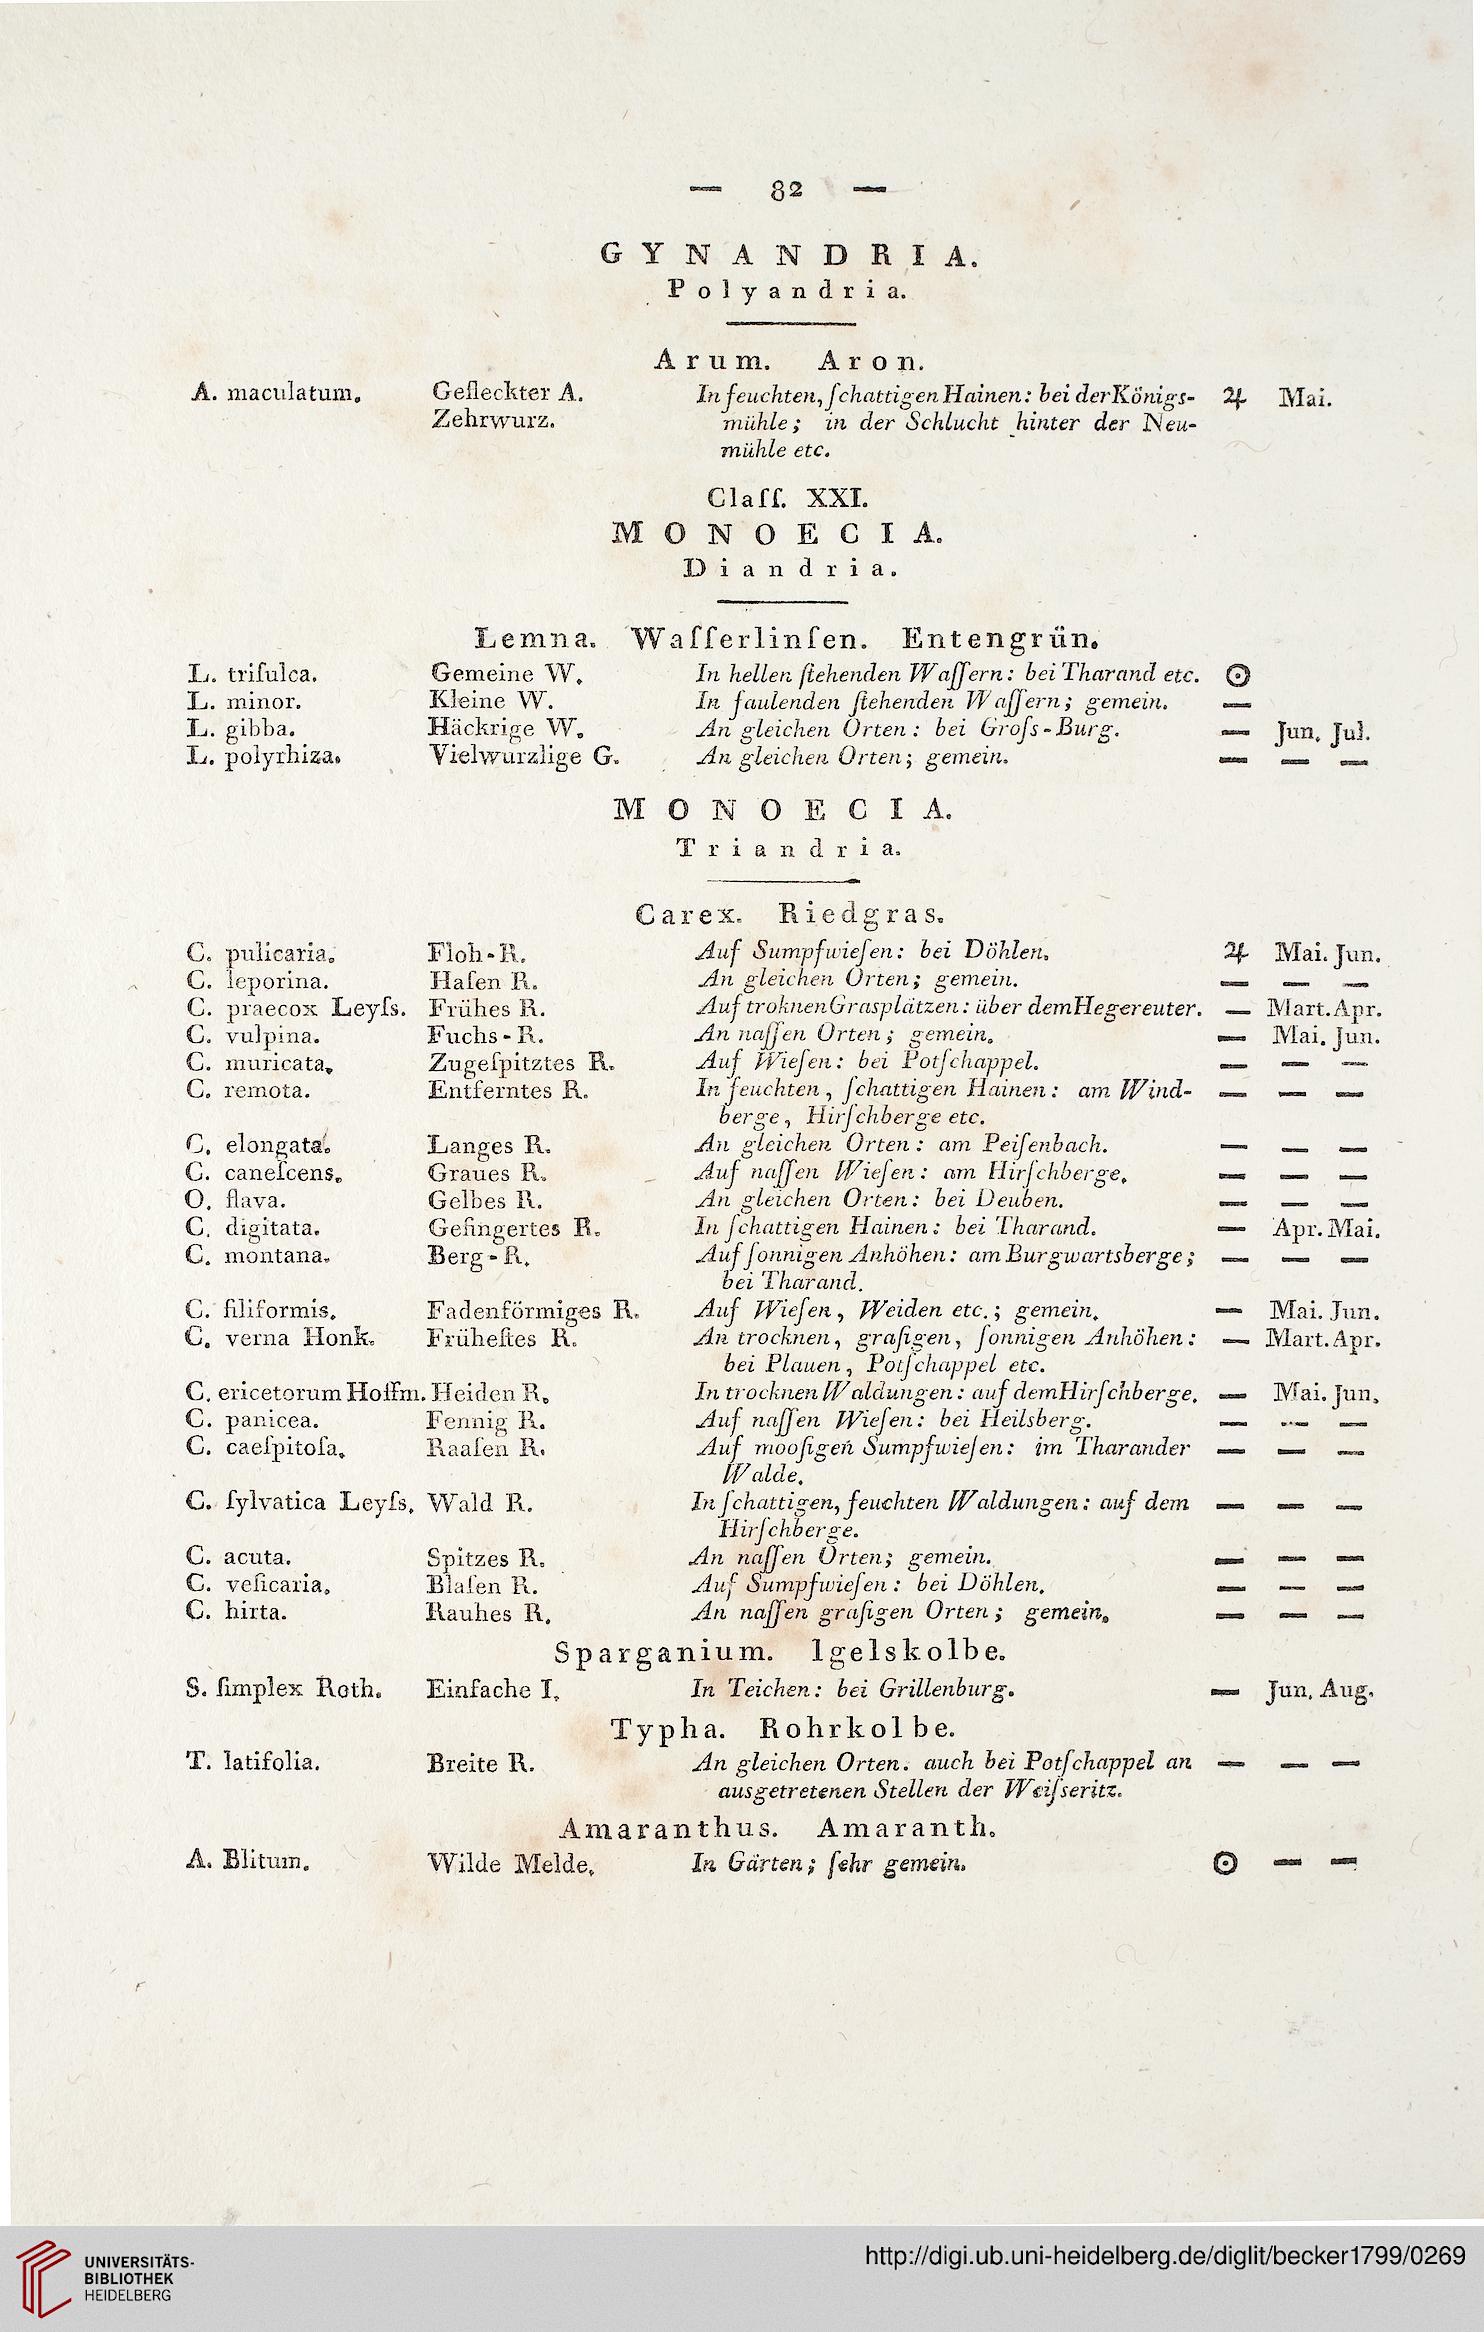 — 82 —
GYNANDRIA.
Polyandria.
Arum. Aron.
A. maculatum. Gefleckter A. In feuchten, ſchattigen Hainen: bei der Königs- ♃ Mai.
Zehrwurz. mühle; in der Schlucht hinter der Neu-
mühle etc.
Claſſ. XXI.
MONOECIA.
Diandria.
Lemna. Waſſerlinſen. Entengrün.
L. triſulca. Gemeine W. In hellen ſtehenden Waſſern: bei Tharand etc. ☉
L. minor. Kleine W. In faulenden ſtehenden Waſſern; gemein. —
L. gibba. Häckrige W. An gleichen Orten: bei Groſs-Burg. — Jun. Jul.
L. polyrhiza. Vielwurzlige G. An gleichen Orten; gemein. — — —
MONOECIA.
Triandria.
Carex. Riedgras.
C. pulicaria. Floh-R. Auf Sumpfwieſen: bei Döhlen. ♃ Mai. Jun.
C. leporina. Haſen R. An gleichen Orten; gemein. — — —
C. praecox Leyſs. Frühes R. Auf troknen Grasplätzen: über dem Hegereuter. — Mart. Apr.
C. vulpina. Fuchs-R. An naſſen Orten; gemein. — Mai. Jun.
C. muricata. Zugeſpitztes R. Auf Wieſen: bei Potſchappel. — — —
C. remota. Entferntes R. In feuchten, ſchattigen Hainen: am Wind- — — —
berge, Hirſchberge etc.
C. elongata. Langes R. An gleichen Orten: am Peiſenbach. — — —
C. caneſcens. Graues R. Auf naſſen Wieſen: am Hirſchberge. — — —
O. flava. Gelbes R. An gleichen Orten: bei Deuben. — — —
C. digitata. Gefingertes R. In ſchattigen Hainen: bei Tharand. — Apr. Mai.
C. montana. Berg-R. Auf ſonnigen Anhöhen: am Burgwartsberge; — — —
bei Tharand.
C. filiformis. Fadenförmiges R. Auf Wieſen, Weiden etc.; gemein. — Mai. Jun.
C. verna Honk. Früheſtes R. An trocknen, graſigen, ſonnigen Anhöhen: — Mart. Apr.
bei Plauen, Potſchappel etc.
C. ericetorum Hoffm. Heiden R. In trocknen Waldungen: auf dem Hirſchberge. — Mai. Jun.
C. panicea. Fennig R. Auf naſſen Wieſen: bei Heilsberg. — — —
C. caeſpitoſa. Raaſen R. Auf mooſigen Sumpfwieſen: im Tharander — — —
Walde.
C. ſylvatica Leyſs. Wald R. In ſchattigen, feuchten Waldungen: auf dem — — —
Hirſchberge.
C. acuta. Spitzes R. An naſſen Orten; gemein. — — —
C. veſicaria. Blaſen R. Auf Sumpfwieſen: bei Döhlen. — — —
C. hirta. Rauhes R. An naſſen graſigen Orten; gemein. — — —
Sparganium. Igelskolbe.
S. ſimplex Roth. Einfache I. In Teichen: bei Grillenburg. — Jun. Aug.
Typha. Rohrkolbe.
T. latifolia. Breite R. An gleichen Orten. auch bei Potſchappel an — — —
ausgetretenen Stellen der Weiſseritz.
Amaranthus. Amaranth.
A. Blitum. Wilde Melde. In Gärten; ſehr gemein. ☉ — —
UNIVERSITÄTS-
BIBLIOTHEK
HEIDELBERG
http://digi.ub.uni-heidelberg.de/diglit/becker1799/0269